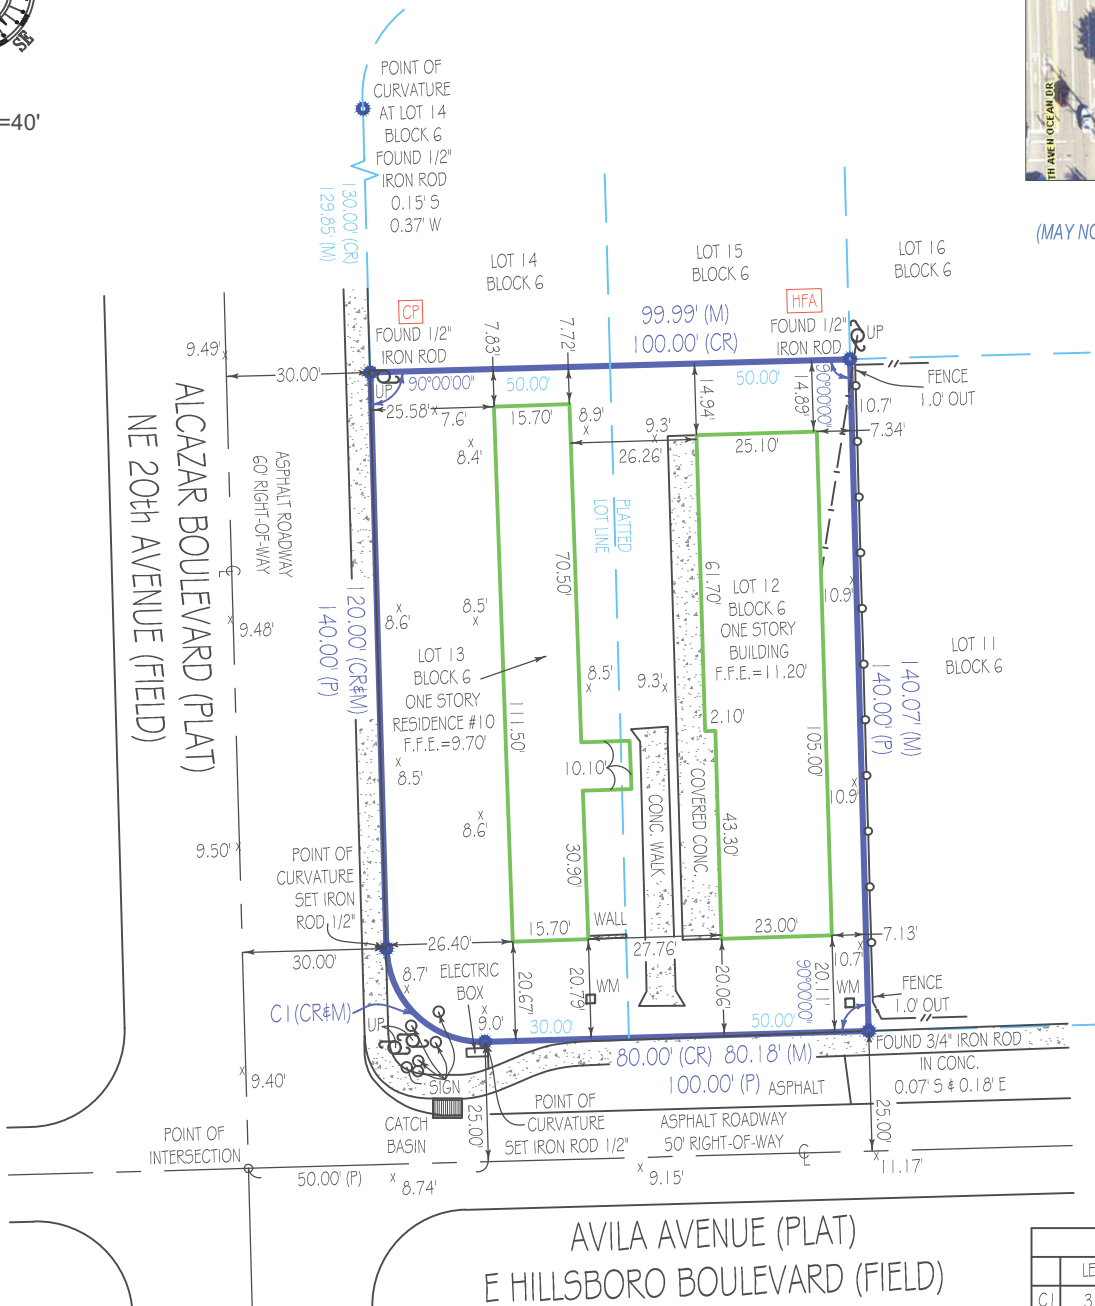 SE
=40'
POINT OF
CURVATURE
AT LOT 14
BLOCK 6
FOUND 1/2"
IRON ROD
0.15' S
0.37' W
130.00' (CR)
129.85' (M)
TH AVEN OCEAN DR
(MAY NO
LOT 14
BLOCK 6
LOT 15
BLOCK 6
LOT 16
BLOCK 6
CP
HFA
99.99' (M)
100.00' (CR)
FOUND 1/2"
IRON ROD
FOUND 1/2"
IRON ROD
UP
UP
7.83'
7.72'
9.49'
30.00'
90°00'00"
50.00'
50.00'
90°00'00"
14.94'
14.89'
FENCE
1.0' OUT
10.7'
7.34'
25.58'
7.6'
15.70'
8.9'
9.3'
26.26'
25.10'
8.4'
ALCAZAR BOULEVARD (PLAT)
NE 20th AVENUE (FIELD)
ASPHALT ROADWAY
60' RIGHT-OF-WAY
PLATTED
LOT LINE
70.50'
61.70'
LOT 12
BLOCK 6
ONE STORY
BUILDING
F.F.E.=11.20'
10.9'
120.00' (CR&M)
140.00' (P)
8.6'
8.5'
9.48'
LOT 13
BLOCK 6
ONE STORY
RESIDENCE #10
F.F.E.=9.70'
8.5'
9.3'
LOT 11
BLOCK 6
140.07' (M)
140.00' (P)
2.10'
111.50'
105.00'
10.10'
8.5'
10.9'
COVERED CONC.
CONC. WALK
8.6'
43.30'
9.50'
30.90'
POINT OF
CURVATURE
SET IRON
ROD 1/2"
15.70'
WALL
23.00'
7.13'
26.40'
27.76'
10.7'
30.00'
8.7'
ELECTRIC
BOX
20.67'
20.79'
WM
20.06'
90°00'00"
20.11'
WM
FENCE
1.0' OUT
C1(CR&M)
UP
9.0'
30.00'
50.00'
80.00' (CR) 80.18' (M)
100.00' (P)
FOUND 3/4" IRON ROD
IN CONC.
0.07' S & 0.18' E
9.40'
SIGN
ASPHALT
CATCH
BASIN
25.00'
POINT OF
CURVATURE
SET IRON ROD 1/2"
ASPHALT ROADWAY
50' RIGHT-OF-WAY
25.00'
POINT OF
INTERSECTION
50.00' (P)
8.74'
9.15'
11.17'
AVILA AVENUE (PLAT)
E HILLSBORO BOULEVARD (FIELD)
LE
C1 3